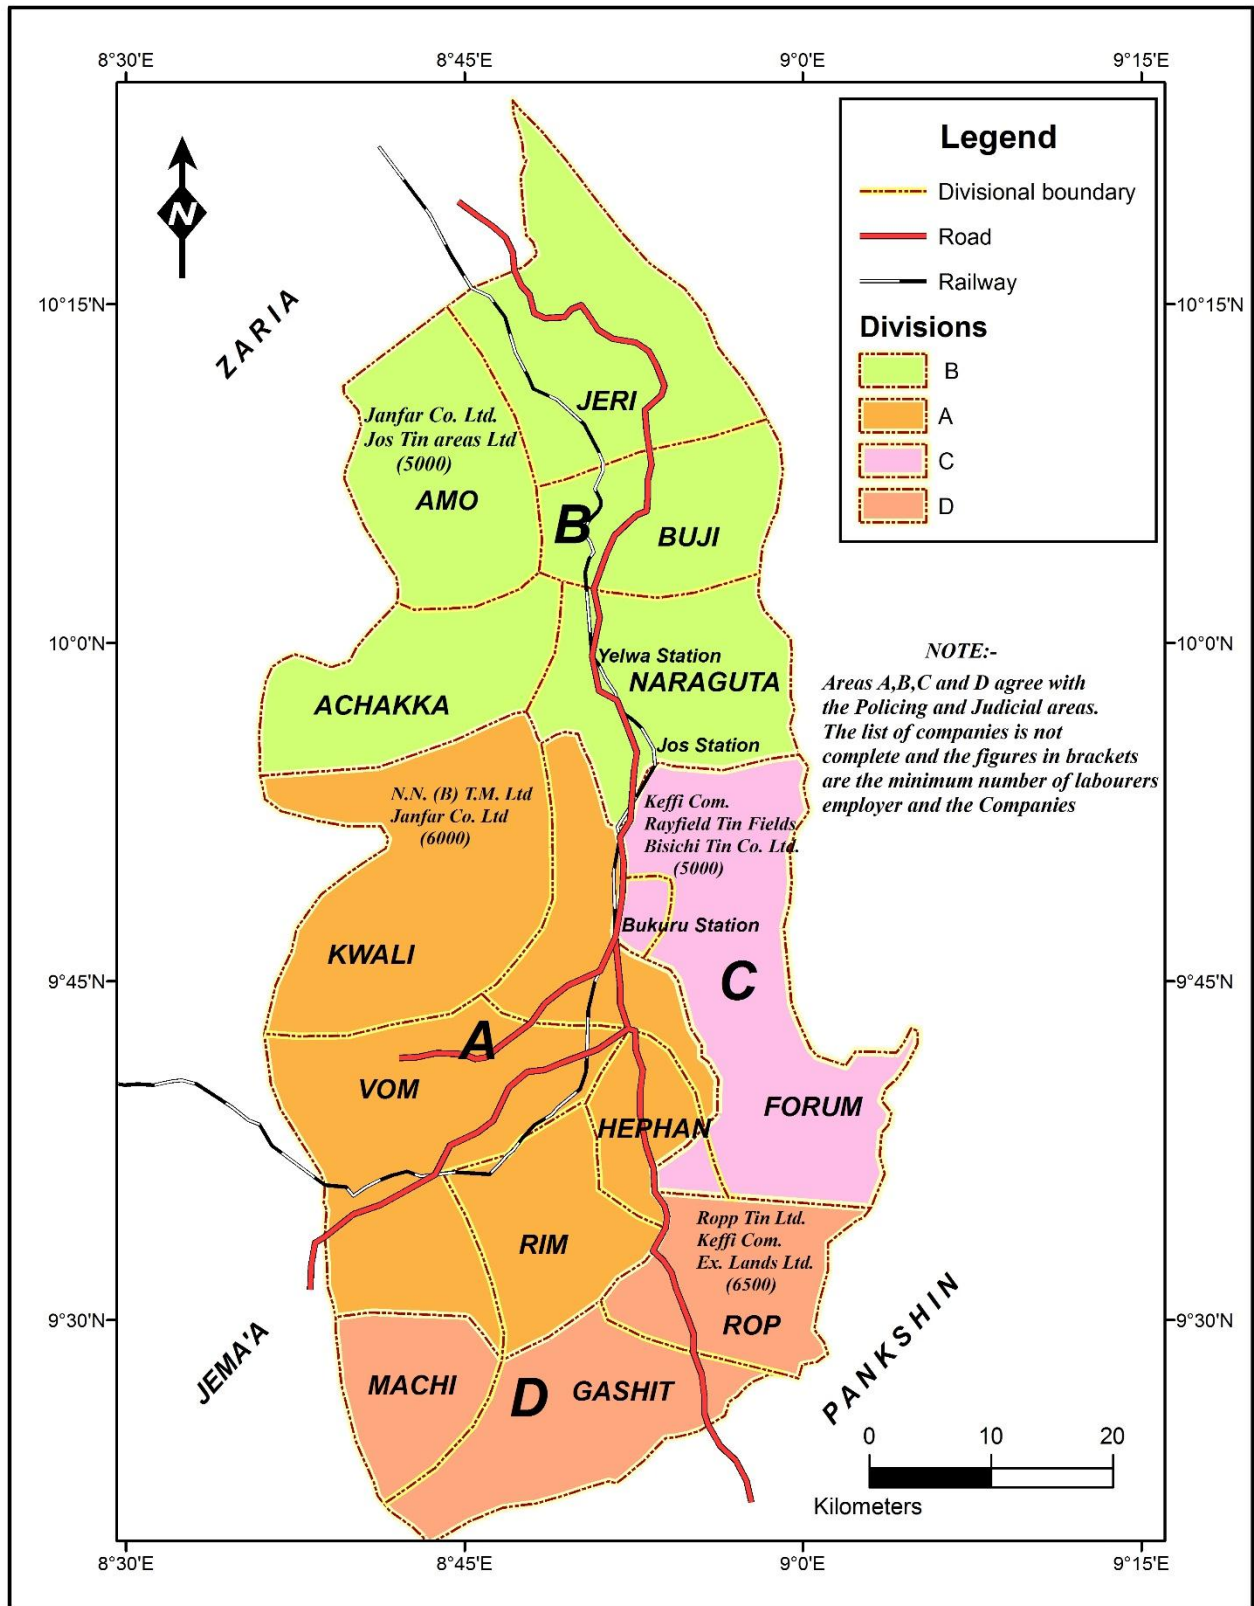 8°30'E
8°45'E
9°0'E
9°15'E
Legend
Divisional boundary
Road
Railway
Divisions
B
A
C
D
N
ZARIA
10°15'N
10°15'N
JERI
Janfar Co. Ltd.
Jos Tin areas Ltd
(5000)
AMO
B
BUJI
10°0'N
10°0'N
Yelwa Station
NARAGUTA
ACHAKKA
Jos Station
NOTE:-
Areas A,B,C and D agree with
the Policing and Judicial areas.
The list of companies is not
complete and the figures in brackets
are the minimum number of labourers
employer and the Companies
N.N. (B) T.M. Ltd
Janfar Co. Ltd
(6000)
Keffi Com.
Rayfield Tin Fields
Bisichi Tin Co. Ltd.
(5000)
Bukuru Station
KWALI
C
9°45'N
9°45'N
A
VOM
FORUM
HEPHAN
RIM
Ropp Tin Ltd.
Keffi Com.
Ex. Lands Ltd.
(6500)
ROP
9°30'N
9°30'N
JEMA'A
PANKSHIN
MACHI
D
GASHIT
0
10
20
Kilometers
8°30'E
8°45'E
9°0'E
9°15'E